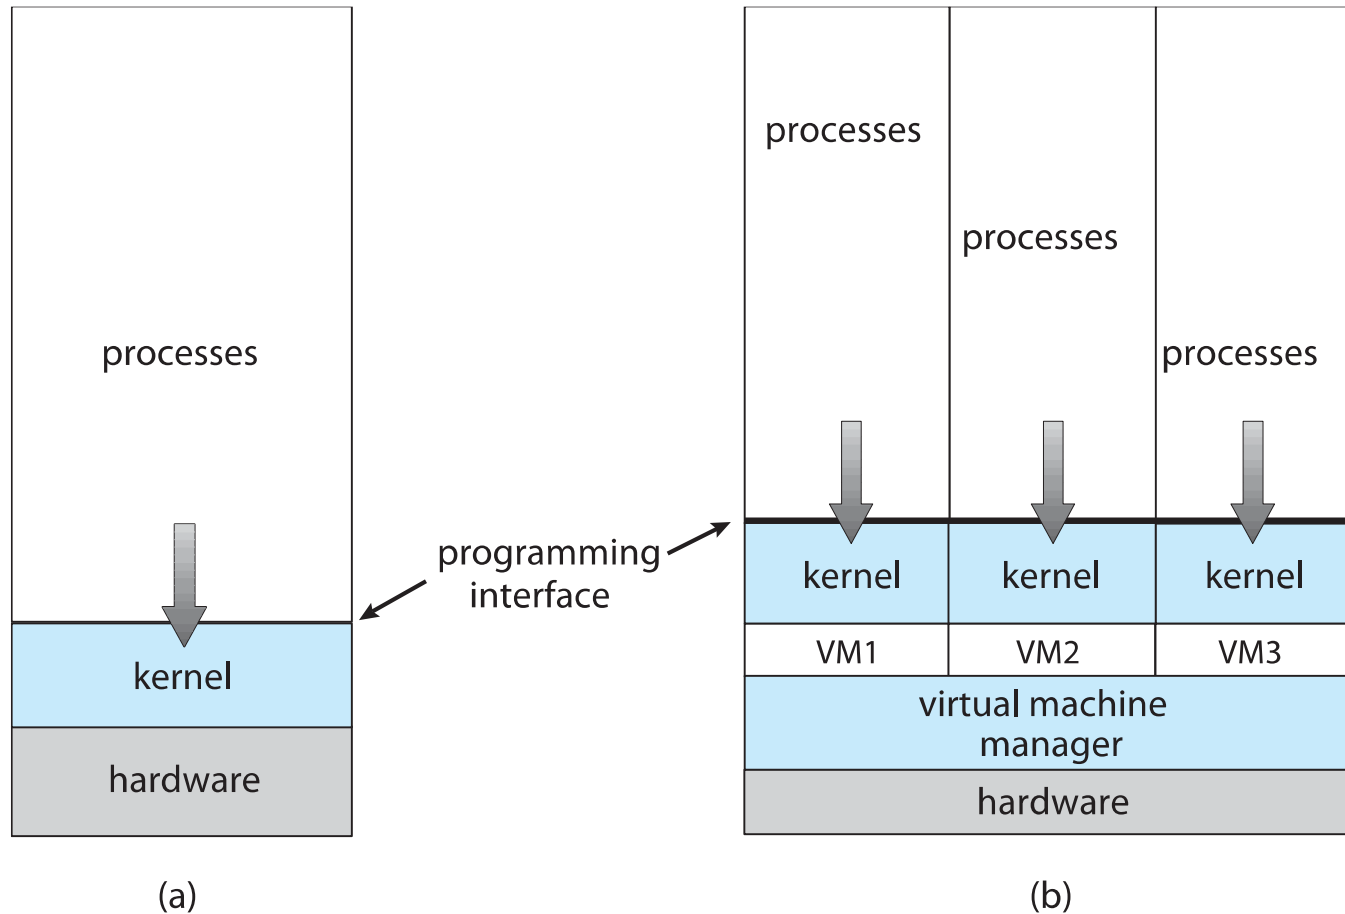 processes
kernel
hardware
(a)
programming
interface
processes
processes
processes
kernel
kernel
kernel
VM1
VM2
VM3
virtual machine
manager
hardware
(b)